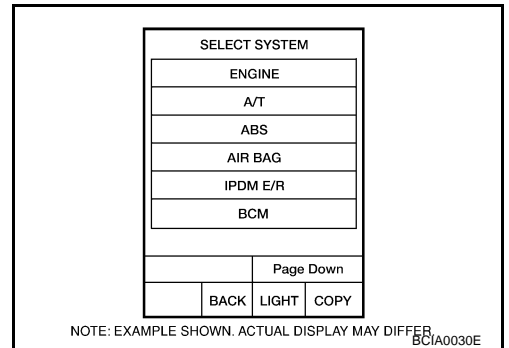 SELECT SYSTEM
ENGINE
A/T
ABS
AIR BAG
IPDM E/R
BCM
Page Down
BACK LIGHT COPY
NOTE: EXAMPLE SHOWN. ACTUAL DISPLAY MAY DIFFER.
BCIA0030E